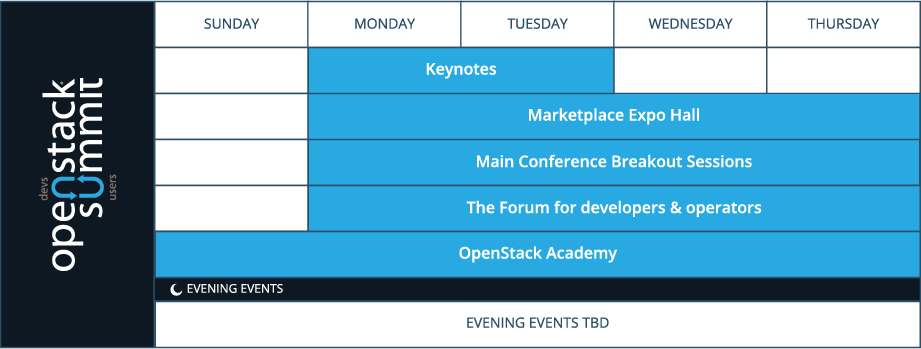 openstack
summit
devs
users
SUNDAY MONDAY TUESDAY WEDNESDAY THURSDAY
Keynotes
Marketplace Expo Hall
Main Conference Breakout Sessions
The Forum for developers & operators
OpenStack Academy
EVENING EVENTS
EVENING EVENTS TBD